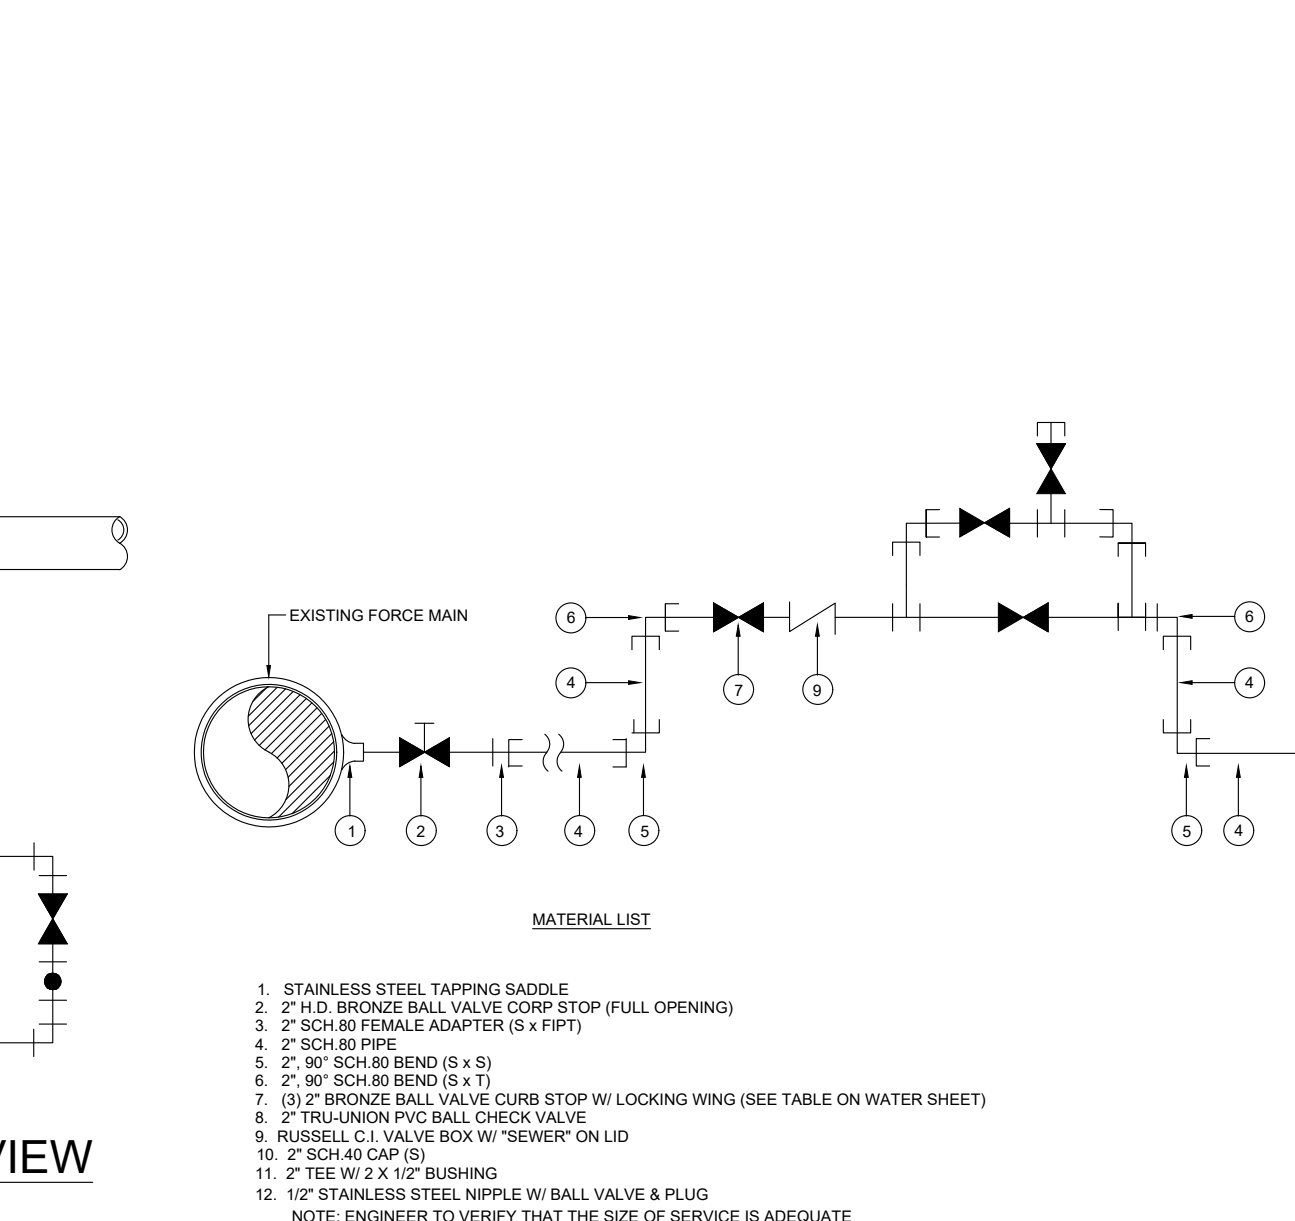 EXISTING FORCE MAIN
6
6
4
4
7
9
1
2
3
4
5
5
4
MATERIAL LIST
1. STAINLESS STEEL TAPPING SADDLE
2. 2" H.D. BRONZE BALL VALVE CORP STOP (FULL OPENING)
3. 2" SCH.80 FEMALE ADAPTER (S x FIPT)
4. 2" SCH.80 PIPE
5. 2", 90° SCH.80 BEND (S x S)
6. 2", 90° SCH.80 BEND (S x T)
7. (3) 2" BRONZE BALL VALVE CURB STOP W/ LOCKING WING (SEE TABLE ON WATER SHEET)
8. 2" TRU-UNION PVC BALL CHECK VALVE
9. RUSSELL C.I. VALVE BOX W/ "SEWER" ON LID
10. 2" SCH.40 CAP (S)
11. 2" TEE W/ 2 X 1/2" BUSHING
12. 1/2" STAINLESS STEEL NIPPLE W/ BALL VALVE & PLUG
NOTE: ENGINEER TO VERIFY THAT THE SIZE OF SERVICE IS ADEQUATE
VIEW